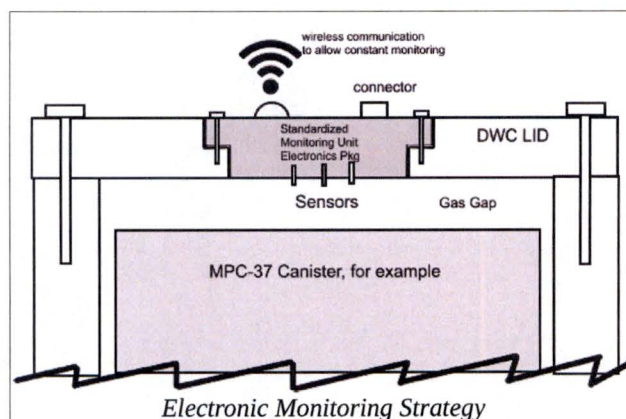 wireless communication
to allow constant monitoring
connector
Standardized
Monitoring Unit
Electronics Pkg
DWC LID
Sensors
Gas Gap
MPC-37 Canister, for example
Electronic Monitoring Strategy